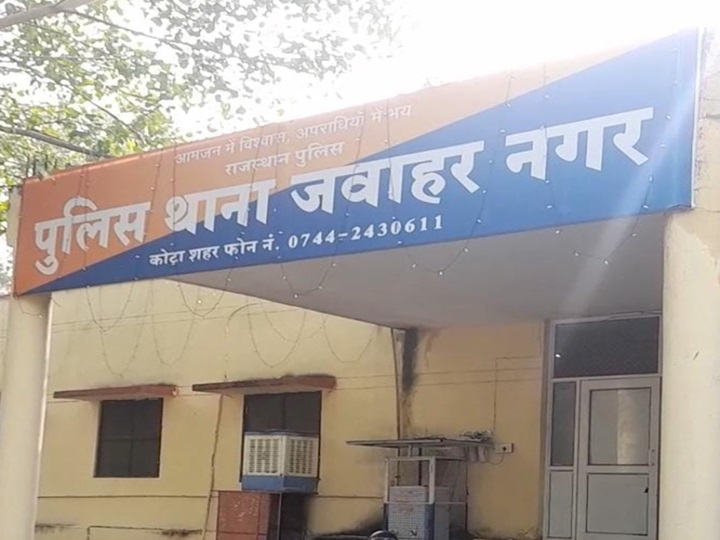 आमजन में विश्वास, अपराधियों में भय
राजस्थान पुलिस
पुलिस थाना जवाहर नगर
कोटा शहर फोन नं. 0744-2430611